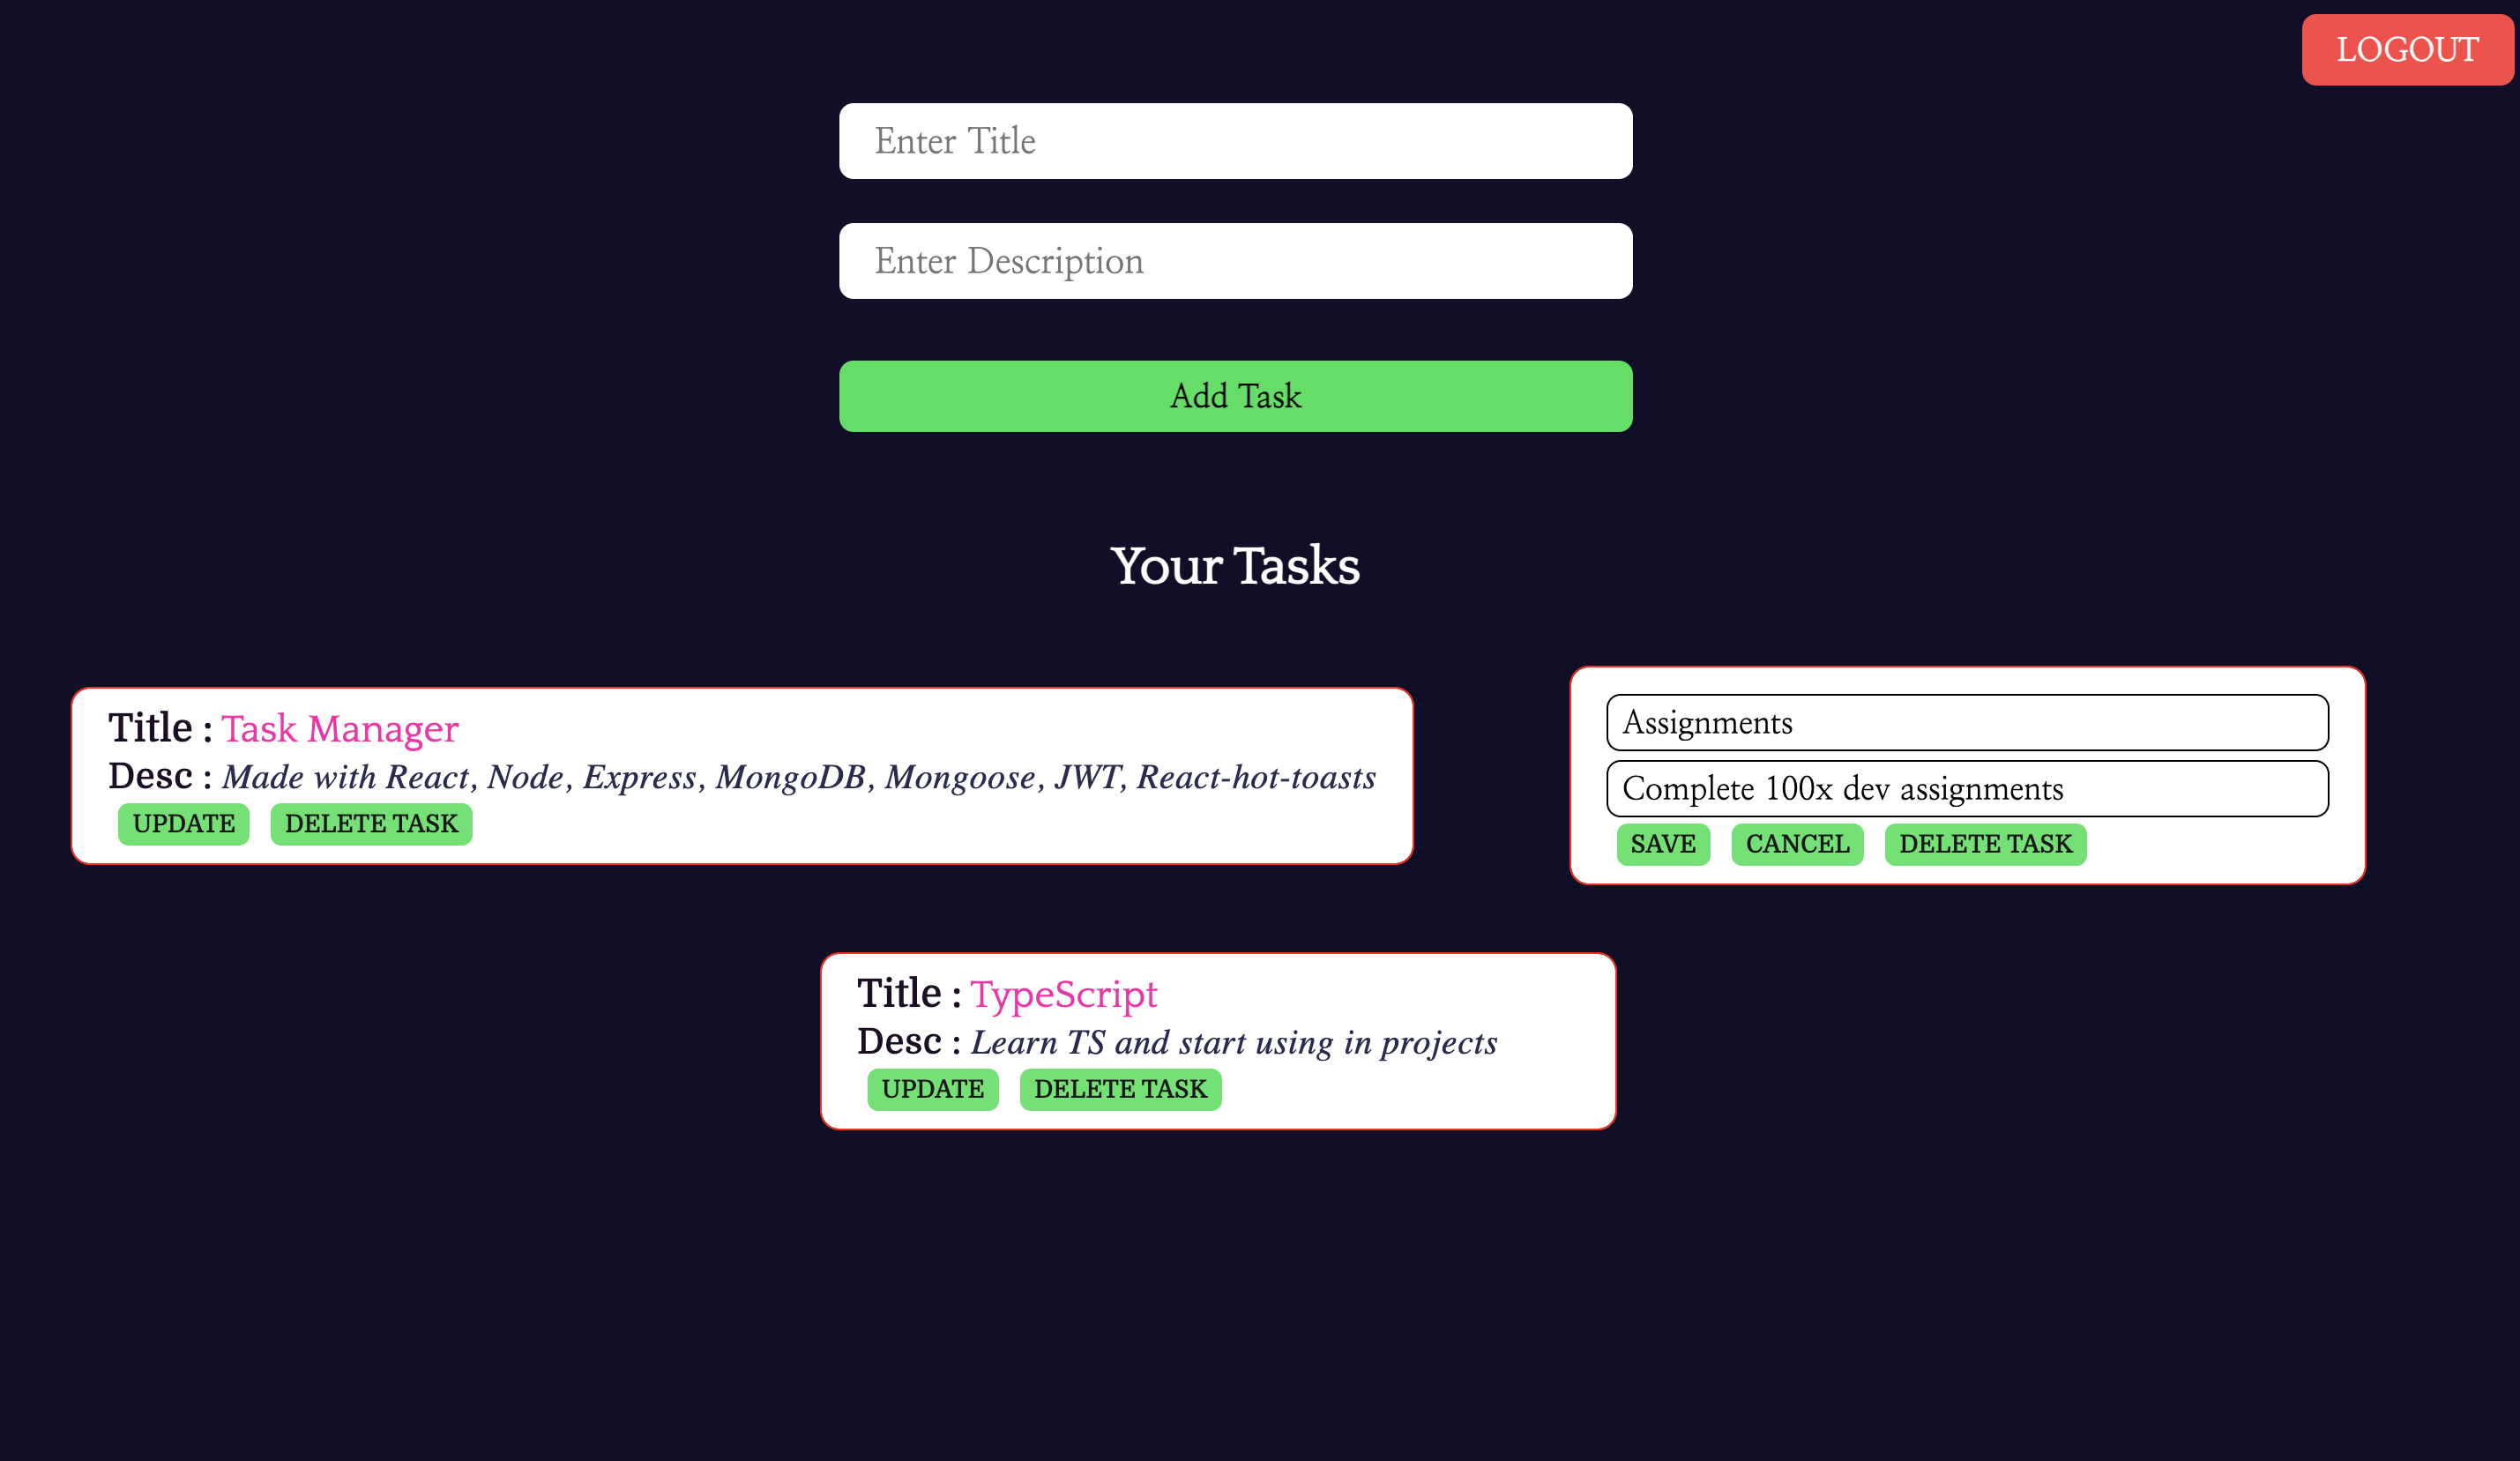 LOGOUT
Enter Title
Enter Description
Add Task
Your Tasks
Title : Task Manager
Desc : Made with React, Node, Express, MongoDB, Mongoose, JWT, React-hot-toasts
UPDATE DELETE TASK
Assignments
Complete 100x dev assignments
SAVE CANCEL DELETE TASK
Title : TypeScript
Desc : Learn TS and start using in projects
UPDATE DELETE TASK